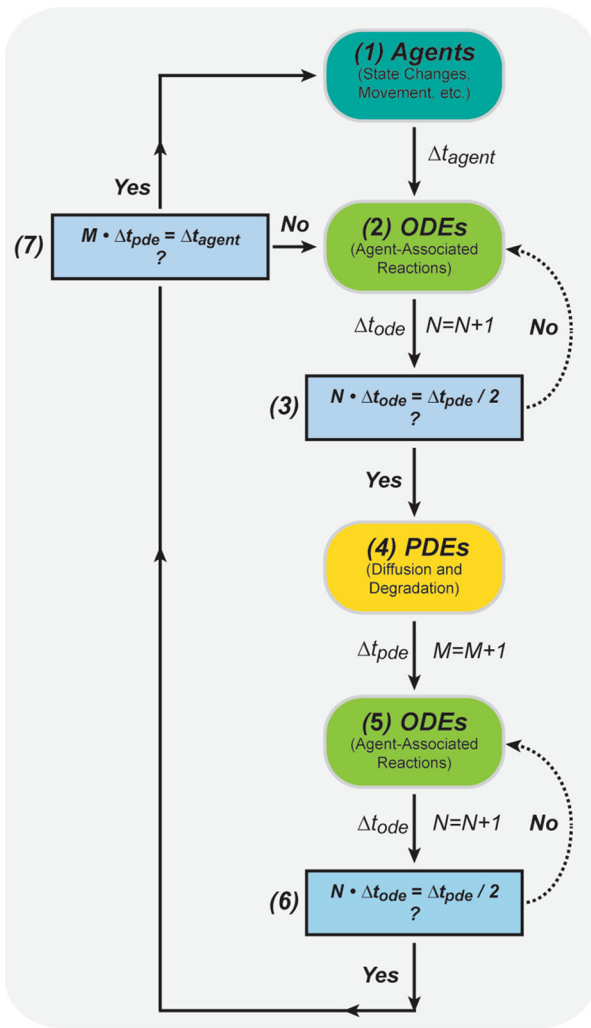 (1) Agents
(State Changes,
Movement, etc.)
Δtagent
Yes
(7)
M • Δtpde = Δtagent
?
No
(2) ODEs
(Agent-Associated
Reactions)
Δtode N=N+1
No
(3)
N • Δtode = Δtpde / 2
?
Yes
(4) PDEs
(Diffusion and
Degradation)
Δtpde M=M+1
(5) ODEs
(Agent-Associated
Reactions)
Δtode N=N+1
No
(6)
N • Δtode = Δtpde / 2
?
Yes